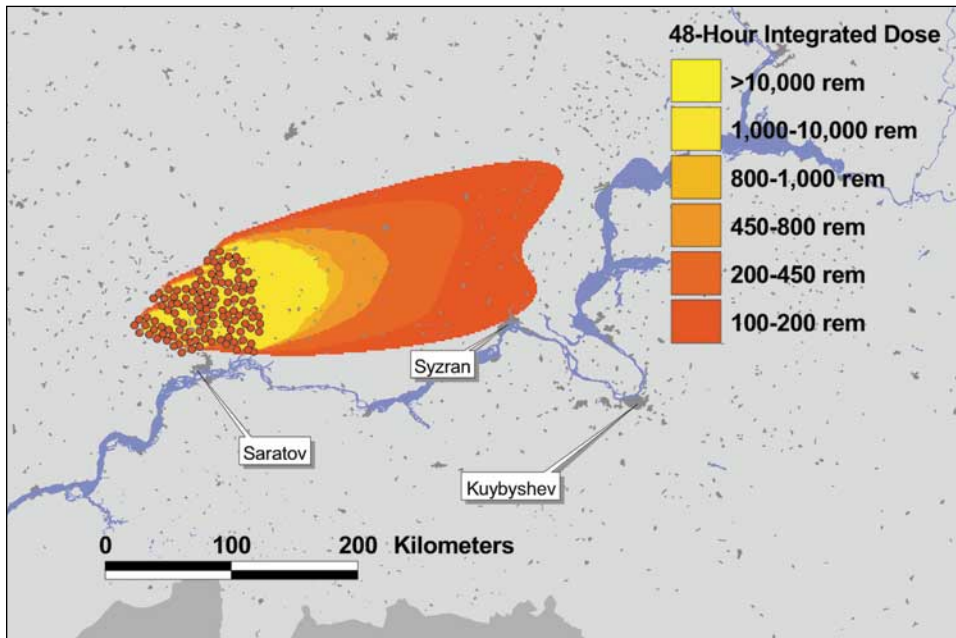 48-Hour Integrated Dose
>10,000 rem
1,000-10,000 rem
800-1,000 rem
450-800 rem
200-450 rem
100-200 rem
Syzran
Saratov
Kuybyshev
0 100 200 Kilometers